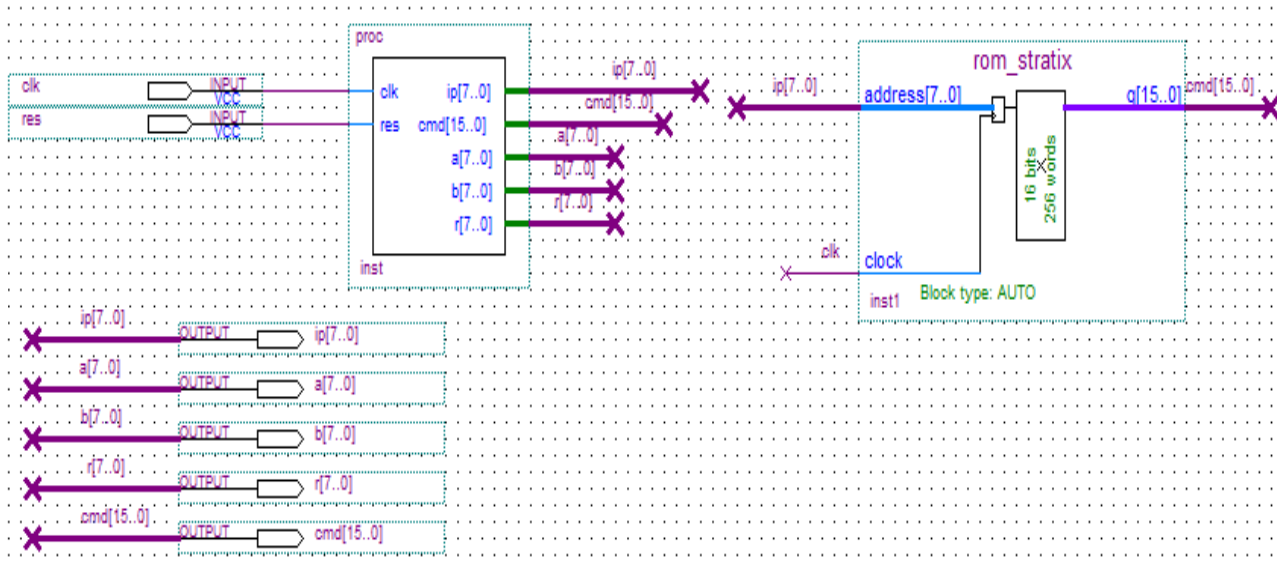 proc
clk INPUT VCC
res INPUT VCC
clk ip[7..0]
res cmd[15..0]
a[7..0]
b[7..0]
r[7..0]
inst
ip[7..0]
cmd[15..0]
a[7..0]
b[7..0]
r[7..0]
rom_stratix
ip[7..0] address[7..0] q[15..0] cmd[15..0]
16 bits
256 words
clk clock
inst1 Block type: AUTO
ip[7..0] OUTPUT ip[7..0]
a[7..0] OUTPUT a[7..0]
b[7..0] OUTPUT b[7..0]
r[7..0] OUTPUT r[7..0]
cmd[15..0] OUTPUT cmd[15..0]